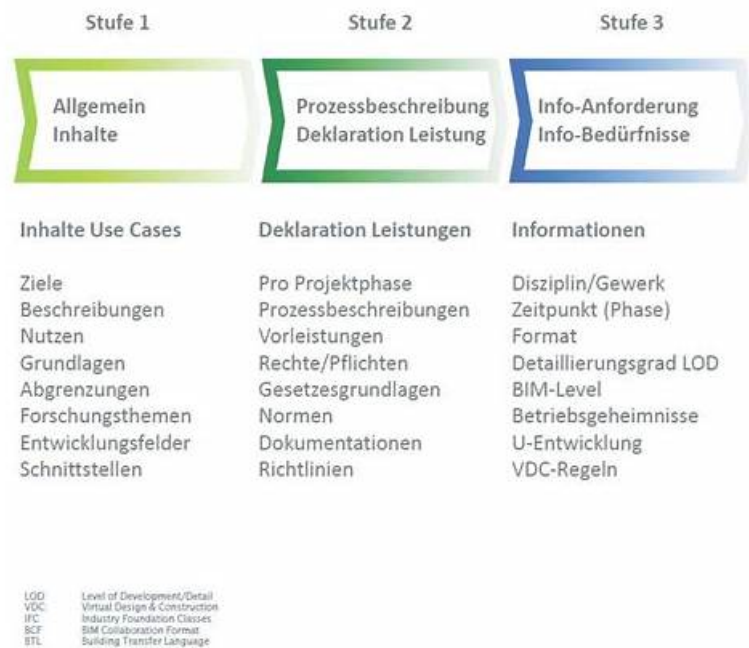 Stufe 1
Stufe 2
Stufe 3
Allgemein
Inhalte
Prozessbeschreibung
Deklaration Leistung
Info-Anforderung
Info-Bedürfnisse
Inhalte Use Cases
Ziele
Beschreibungen
Nutzen
Grundlagen
Abgrenzungen
Forschungsthemen
Entwicklungsfelder
Schnittstellen
Deklaration Leistungen
Pro Projektphase
Prozessbeschreibungen
Vorleistungen
Rechte/Pflichten
Gesetzesgrundlagen
Normen
Dokumentationen
Richtlinien
Informationen
Disziplin/Gewerk
Zeitpunkt (Phase)
Format
Detaillierungsgrad LOD
BIM-Level
Betriebsgeheimnisse
U-Entwicklung
VDC-Regeln
LOD Level of Development/Detail
VDC Virtual Design & Construction
IFC Industry Foundation Classes
BCF BIM Collaboration Format
BTL Building Transfer Language